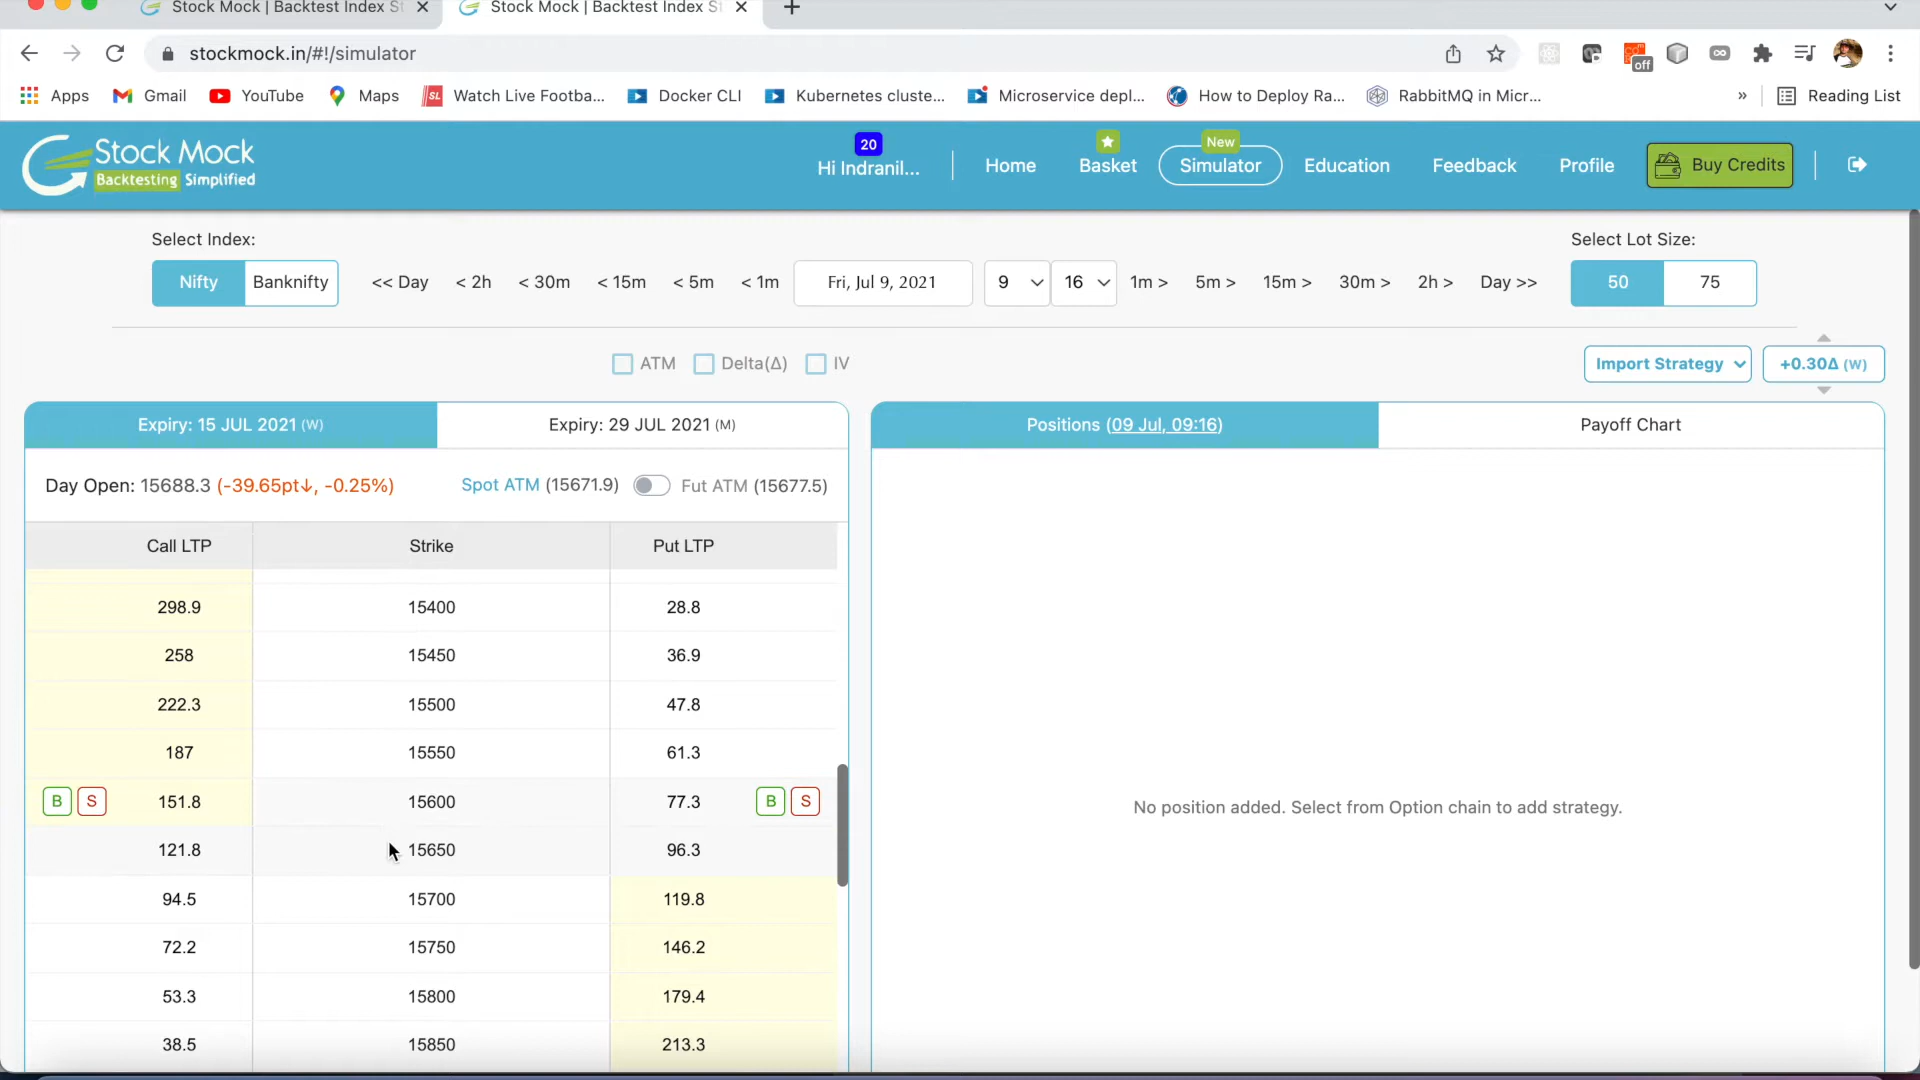 Stock Mock | Backtest Index St
Stock Mock | Backtest Index St
stockmock.in/#!/simulator
off
Apps
Gmail
YouTube
Maps
SL
Watch Live Footba...
Docker CLI
Kubernetes cluste...
Microservice depl...
How to Deploy Ra...
RabbitMQ in Micr...
»
Reading List
Stock Mock
Backtesting Simplified
20
Hi Indranil...
Home
Basket
New
Simulator
Education
Feedback
Profile
Buy Credits
Select Index:
Select Lot Size:
Nifty
Banknifty
<< Day
< 2h
< 30m
< 15m
< 5m
< 1m
Fri, Jul 9, 2021
9
16
1m >
5m >
15m >
30m >
2h >
Day >>
50
75
ATM
Delta(Δ)
IV
Import Strategy
+0.30Δ (W)
Expiry: 15 JUL 2021 (W)
Expiry: 29 JUL 2021 (M)
Positions (09 Jul, 09:16)
Payoff Chart
Day Open: 15688.3 (-39.65pt↓, -0.25%)
Spot ATM (15671.9)
Fut ATM (15677.5)
Call LTP Strike Put LTP
298.9 15400 28.8
258 15450 36.9
222.3 15500 47.8
187 15550 61.3
B S 151.8 15600 77.3 B S
121.8 15650 96.3
94.5 15700 119.8
72.2 15750 146.2
53.3 15800 179.4
38.5 15850 213.3
No position added. Select from Option chain to add strategy.